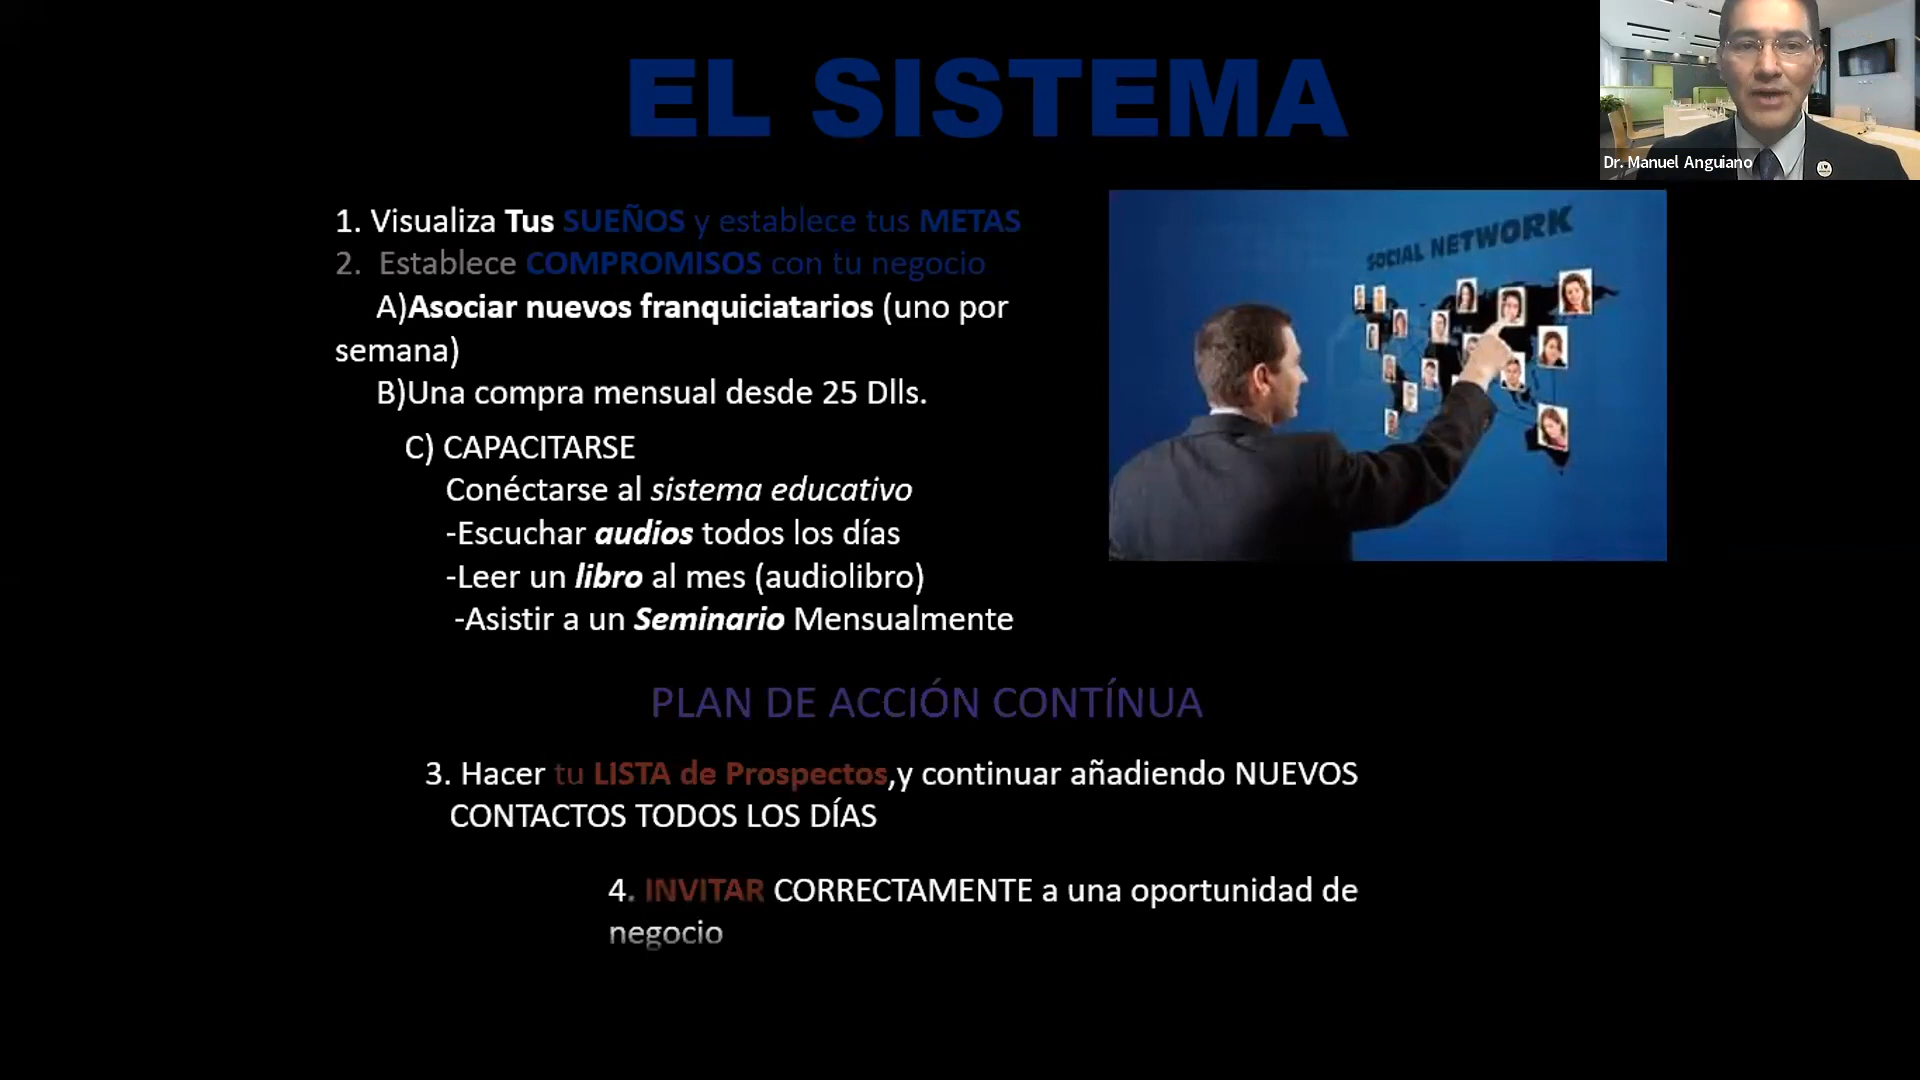 EL SISTEMA
Dr. Manuel Anguiano
1. Visualiza Tus SUEÑOS y establece tus METAS
2. Establece COMPROMISOS con tu negocio
A)Asociar nuevos franquiciatarios (uno por
semana)
B)Una compra mensual desde 25 Dlls.
C) CAPACITARSE
Conéctarse al sistema educativo
-Escuchar audios todos los días
-Leer un libro al mes (audiolibro)
-Asistir a un Seminario Mensualmente
SOCIAL NETWORK
PLAN DE ACCIÓN CONTÍNUA
3. Hacer tu LISTA de Prospectos,y continuar añadiendo NUEVOS
CONTACTOS TODOS LOS DÍAS
4. INVITAR CORRECTAMENTE a una oportunidad de
negocio